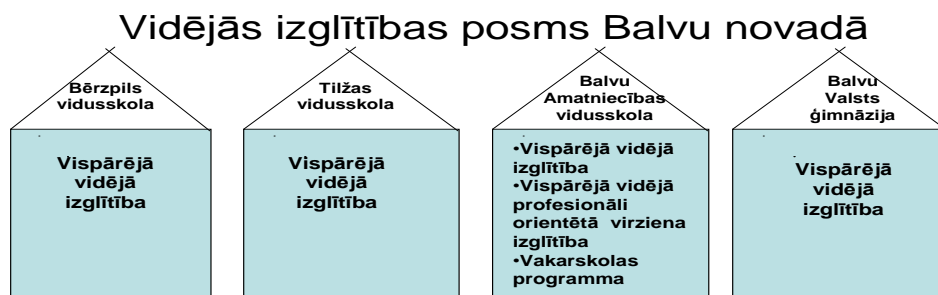 Vidējās izglītības posms Balvu novadā
Bērzpils
vidusskola
Vispārējā
vidējā
izglītība
Tilžas
vidusskola
Vispārējā
vidējā
izglītība
Balvu
Amatniecības
vidusskola
•Vispārējā vidējā
izglītība
•Vispārējā vidējā
profesionāli
orientētā virziena
izglītība
•Vakarskolas
programma
Balvu
Valsts
ģimnāzija
Vispārējā
vidējā
izglītība